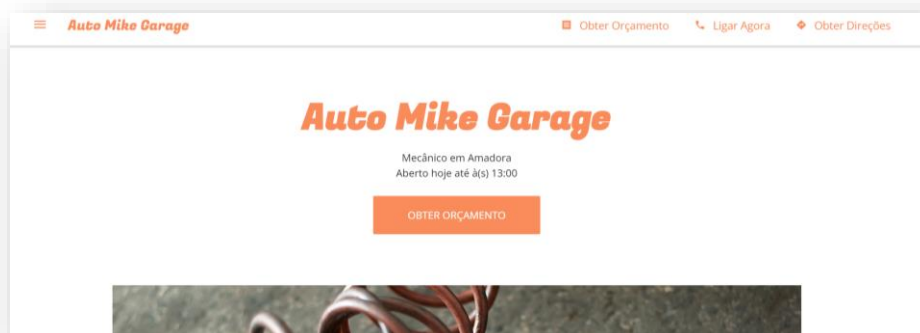 Auto Mike Garage
Obter Orçamento
Ligar Agora
Obter Direções
Auto Mike Garage
Mecânico em Amadora
Aberto hoje até à(s) 13:00
OBTER ORÇAMENTO